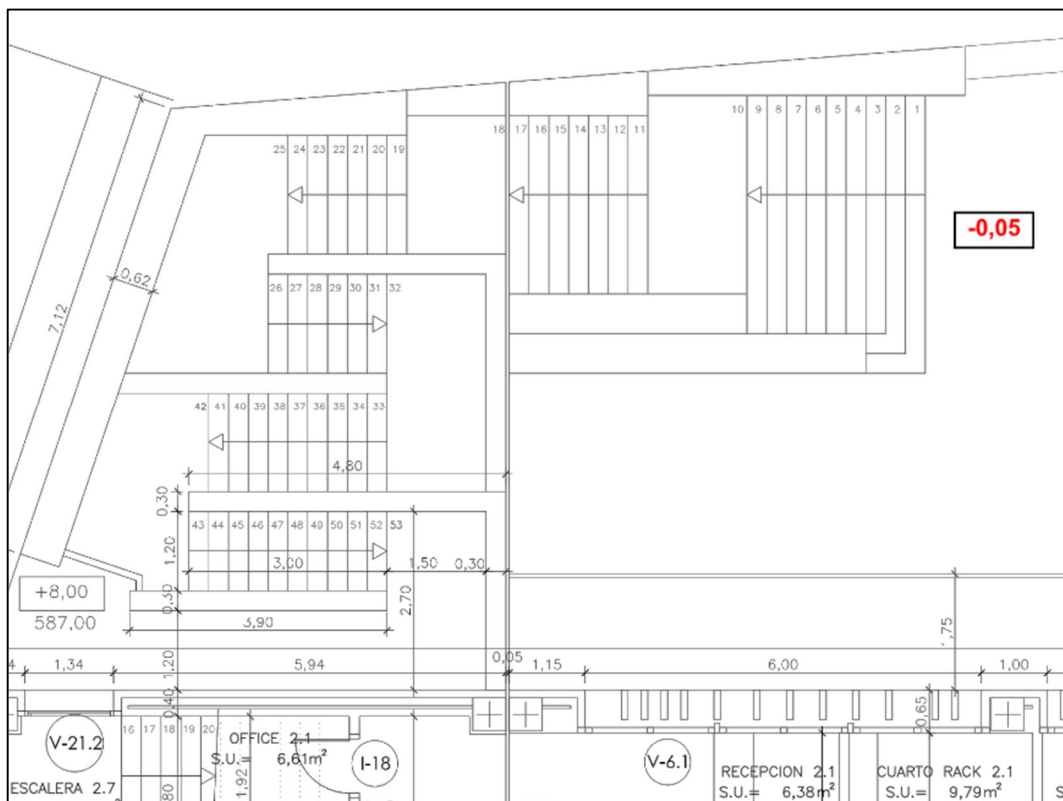 10 9 8 7 6 5 4 3 2 1
18 17 16 15 14 13 12 11
25 24 23 22 21 20 19
-0,05
26 27 28 29 30 31 32
0,62
7,12
42 41 40 39 38 37 36 35 34 33
4,80
0,30
43 44 45 46 47 48 49 50 51 52 53
1,20
3,00 1,50 0,30
+8,00
587,00
0,30
2,70
3,90
1,20
4 1,34 5,94 0,05 1,15 6,00 1,00
0,40
0,65
16 17 18 19 20
V-21.2
OFFICE 2.1
S.U.= 6,61m²
I-18
V-6.1
1,92
RECEPCION 2.1
S.U.= 6,38m²
CUARTO RACK 2.1
S.U.= 9,79m²
ESCALERA 2.7